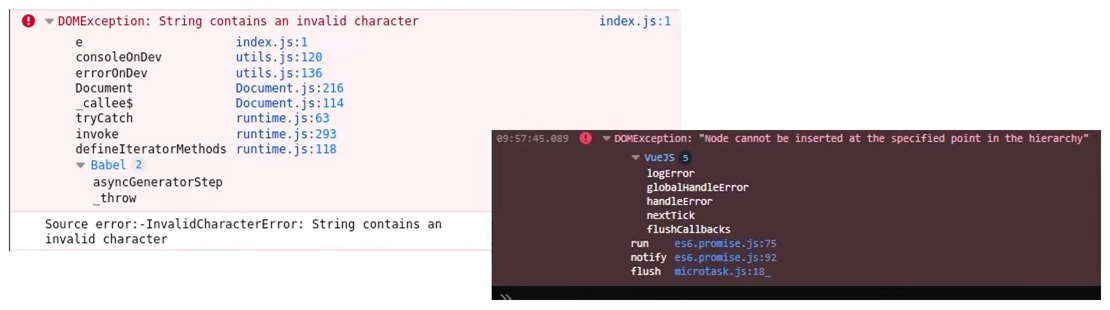 DOMException: String contains an invalid character index.js:1
e index.js:1
consoleOnDev utils.js:120
errorOnDev utils.js:136
Document Document.js:216
_callee$ Document.js:114
tryCatch runtime.js:63
invoke runtime.js:293
defineIteratorMethods runtime.js:118
Babel 2
asyncGeneratorStep
_throw
Source error:-InvalidCharacterError: String contains an
invalid character
09:57:45.089 DOMException: "Node cannot be inserted at the specified point in the hierarchy"
VueJS 5
logError
globalHandleError
handleError
nextTick
flushCallbacks
run es6.promise.js:75
notify es6.promise.js:92
flush microtask.js:18_